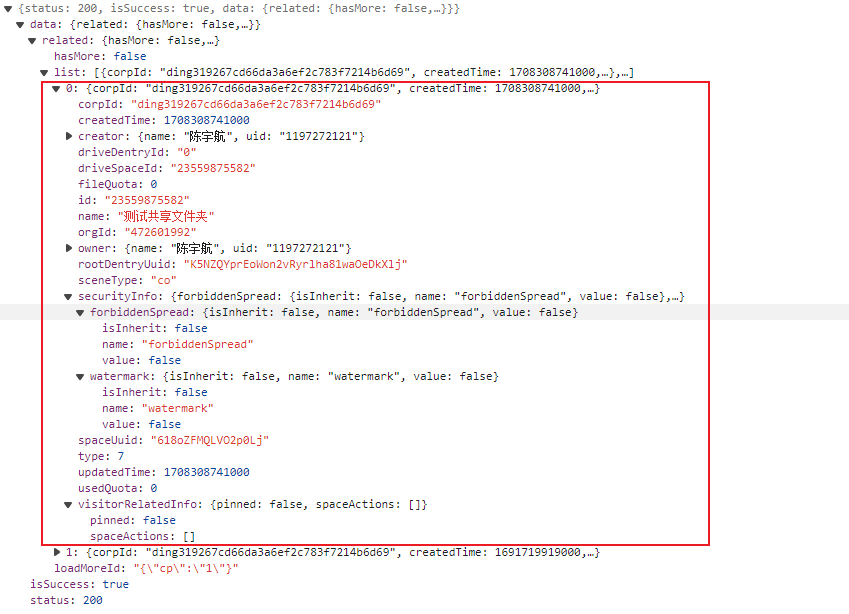 {status: 200, isSuccess: true, data: {related: {hasMore: false,…}}}
data: {related: {hasMore: false,…}}
related: {hasMore: false,…}
hasMore: false
list: [{corpId: "ding319267cd66da3a6ef2c783f7214b6d69", createdTime: 1708308741000,…},…]
0: {corpId: "ding319267cd66da3a6ef2c783f7214b6d69", createdTime: 1708308741000,…}
corpId: "ding319267cd66da3a6ef2c783f7214b6d69"
createdTime: 1708308741000
creator: {name: "陈宇航", uid: "1197272121"}
driveDentryId: "0"
driveSpaceId: "23559875582"
fileQuota: 0
id: "23559875582"
name: "测试共享文件夹"
orgId: "472601992"
owner: {name: "陈宇航", uid: "1197272121"}
rootDentryUuid: "K5NZQYprEoWon2vRyrlha81waOeDkXlj"
sceneType: "co"
securityInfo: {forbiddenSpread: {isInherit: false, name: "forbiddenSpread", value: false},…}
forbiddenSpread: {isInherit: false, name: "forbiddenSpread", value: false}
isInherit: false
name: "forbiddenSpread"
value: false
watermark: {isInherit: false, name: "watermark", value: false}
isInherit: false
name: "watermark"
value: false
spaceUuid: "618oZFMQLVO2p0Lj"
type: 7
updatedTime: 1708308741000
usedQuota: 0
visitorRelatedInfo: {pinned: false, spaceActions: []}
pinned: false
spaceActions: []
1: {corpId: "ding319267cd66da3a6ef2c783f7214b6d69", createdTime: 1691719919000,…}
loadMoreId: "{\"cp\":\"1\"}"
isSuccess: true
status: 200